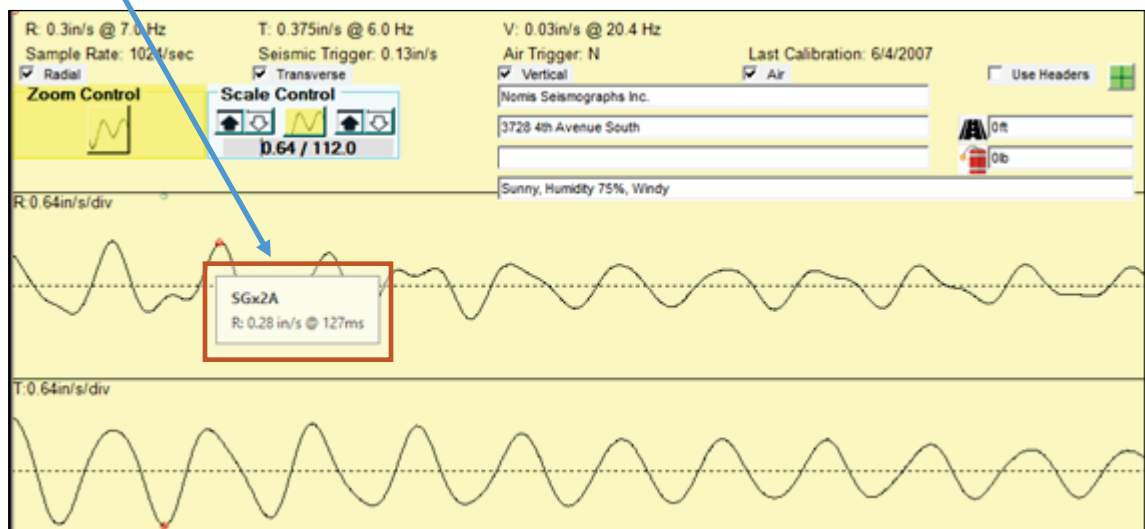 R: 0.3in/s @ 7.0 Hz T: 0.375in/s @ 6.0 Hz V: 0.03in/s @ 20.4 Hz
Sample Rate: 1024/sec Seismic Trigger: 0.13in/s Air Trigger: N Last Calibration: 6/4/2007
Radial Transverse Vertical Air Use Headers
Zoom Control Scale Control
Nomis Seismographs Inc.
3728 4th Avenue South 0ft
0.64 / 112.0
0lb
Sunny, Humidity 75%, Windy
R:0.64in/s/div
SGx2A
R: 0.28 in/s @ 127ms
T:0.64in/s/div